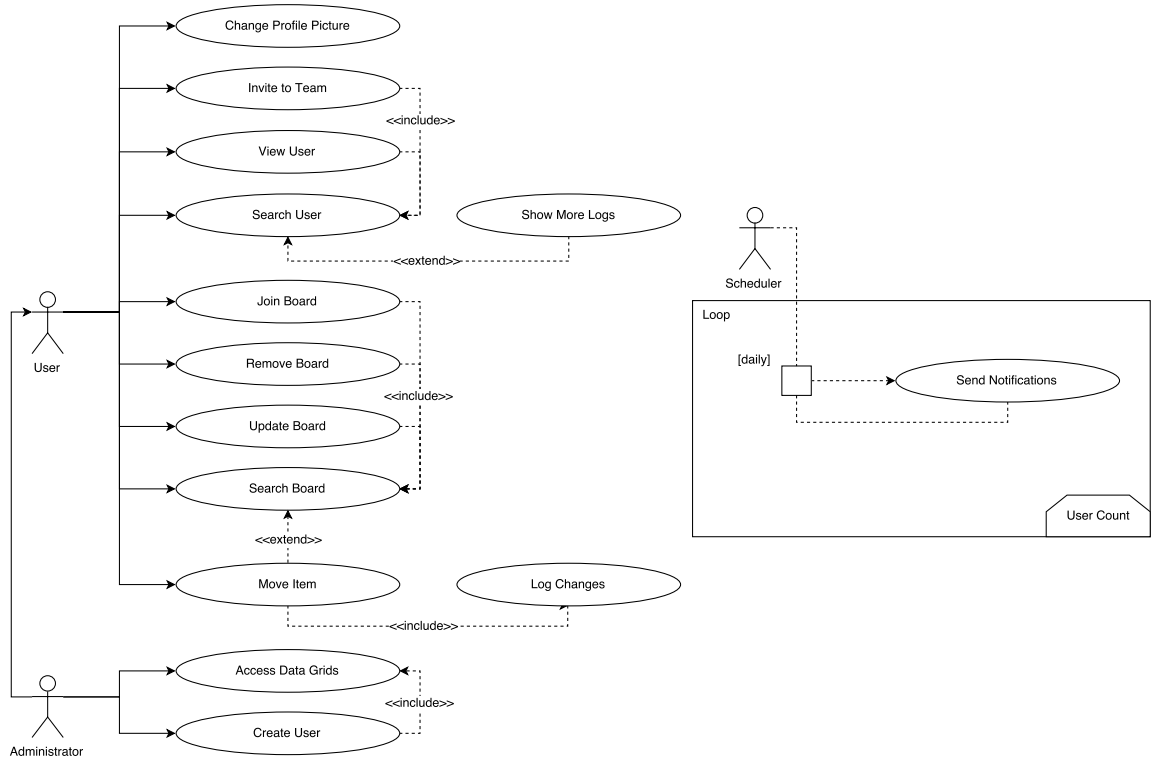 Change Profile Picture
Invite to Team
<<include>>
View User
Search User
Show More Logs
<<extend>>
Scheduler
Join Board
Loop
User
Remove Board
[daily]
Send Notifications
<<include>>
Update Board
Search Board
User Count
<<extend>>
Move Item
Log Changes
<<include>>
Access Data Grids
<<include>>
Create User
Administrator